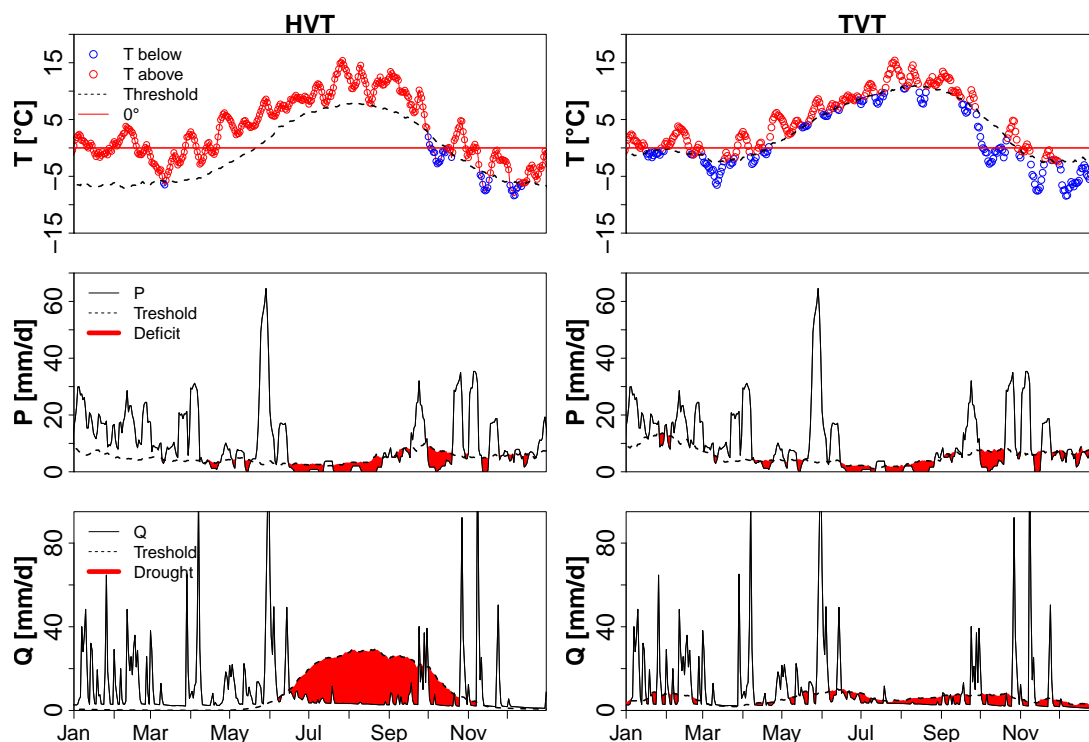 HVT
TVT
T [°C]
−15
−5
5
15
T below
T above
Threshold
0°
T [°C]
−15
−5
5
15
P [mm/d]
0
20
40
60
P
Treshold
Deficit
P [mm/d]
0
20
40
60
Q [mm/d]
0
40
80
Q
Treshold
Drought
Q [mm/d]
0
40
80
Jan Mar May Jul Sep Nov
Jan Mar May Jul Sep Nov